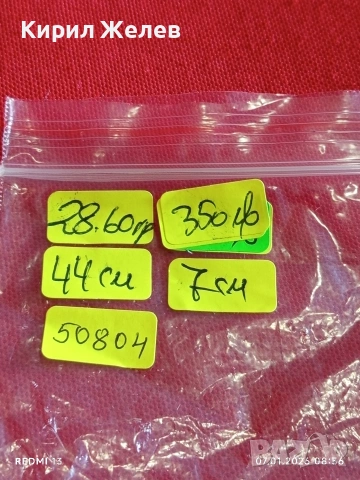 Кирил Желев
28.60гр
350лв
44см
7см
50804
REDMI 13
07.01.2026 08:56